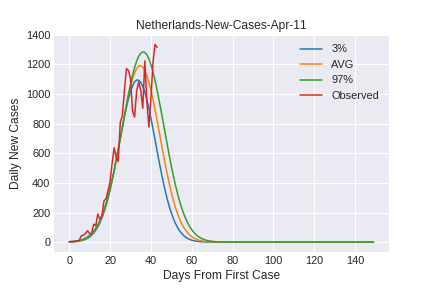 Netherlands-New-Cases-Apr-11
1400
1200
1000
800
600
400
200
0
Daily New Cases
3%
AVG
97%
Observed
0 20 40 60 80 100 120 140
Days From First Case